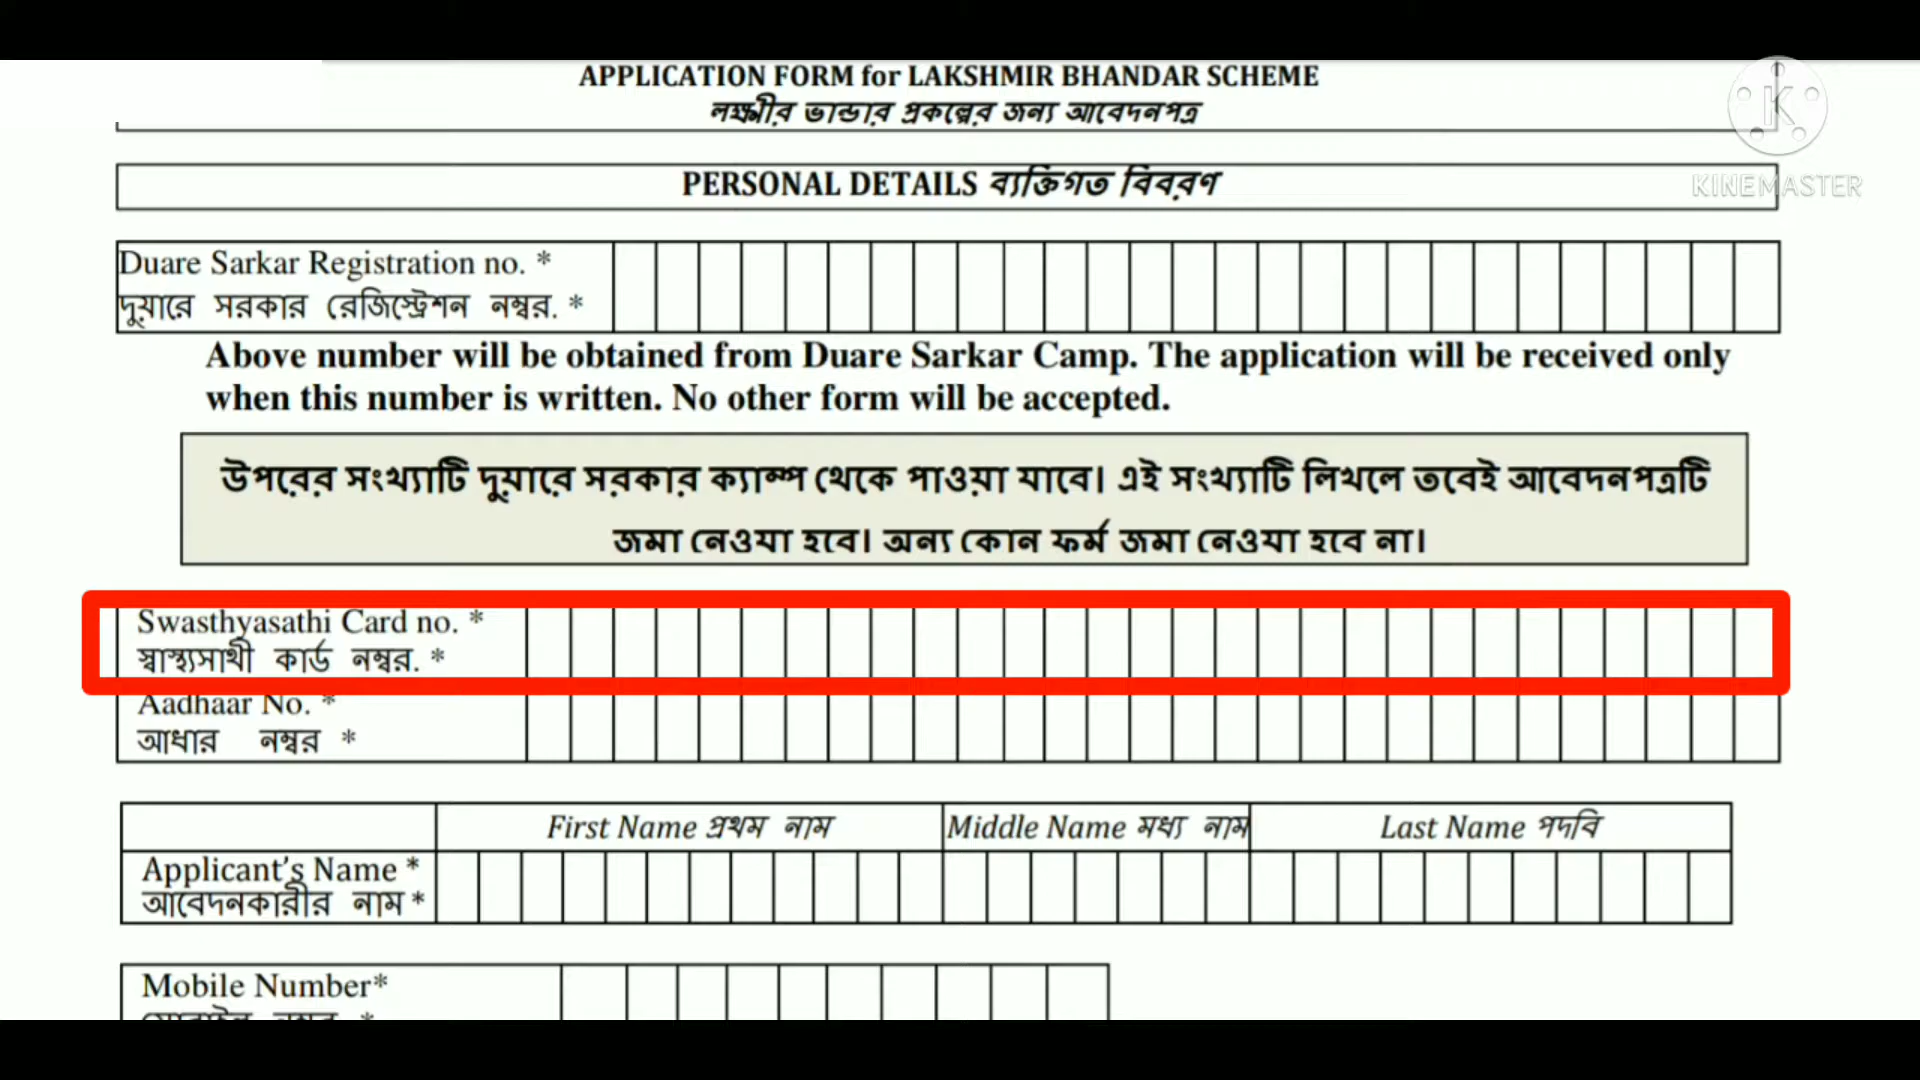 APPLICATION FORM for LAKSHMIR BHANDAR SCHEME
লক্ষ্মীর ভান্ডার প্রকল্পের জন্য আবেদনপত্র
KINEMASTER
PERSONAL DETAILS ব্যক্তিগত বিবরণ
Duare Sarkar Registration no. *
দুয়ারে সরকার রেজিস্ট্রেশন নম্বর. *
Above number will be obtained from Duare Sarkar Camp. The application will be received only
when this number is written. No other form will be accepted.
উপরের সংখ্যাটি দুয়ারে সরকার ক্যাম্প থেকে পাওয়া যাবে। এই সংখ্যাটি লিখলে তবেই আবেদনপত্রটি
জমা নেওয়া হবে। অন্য কোন ফর্ম জমা নেওয়া হবে না।
Swasthyasathi Card no. *
স্বাস্থ্যসাথী কার্ড নম্বর. *
Aadhaar No. *
আধার নম্বর *
First Name প্রথম নাম Middle Name মধ্য নাম Last Name পদবি
Applicant's Name *
আবেদনকারীর নাম *
Mobile Number*